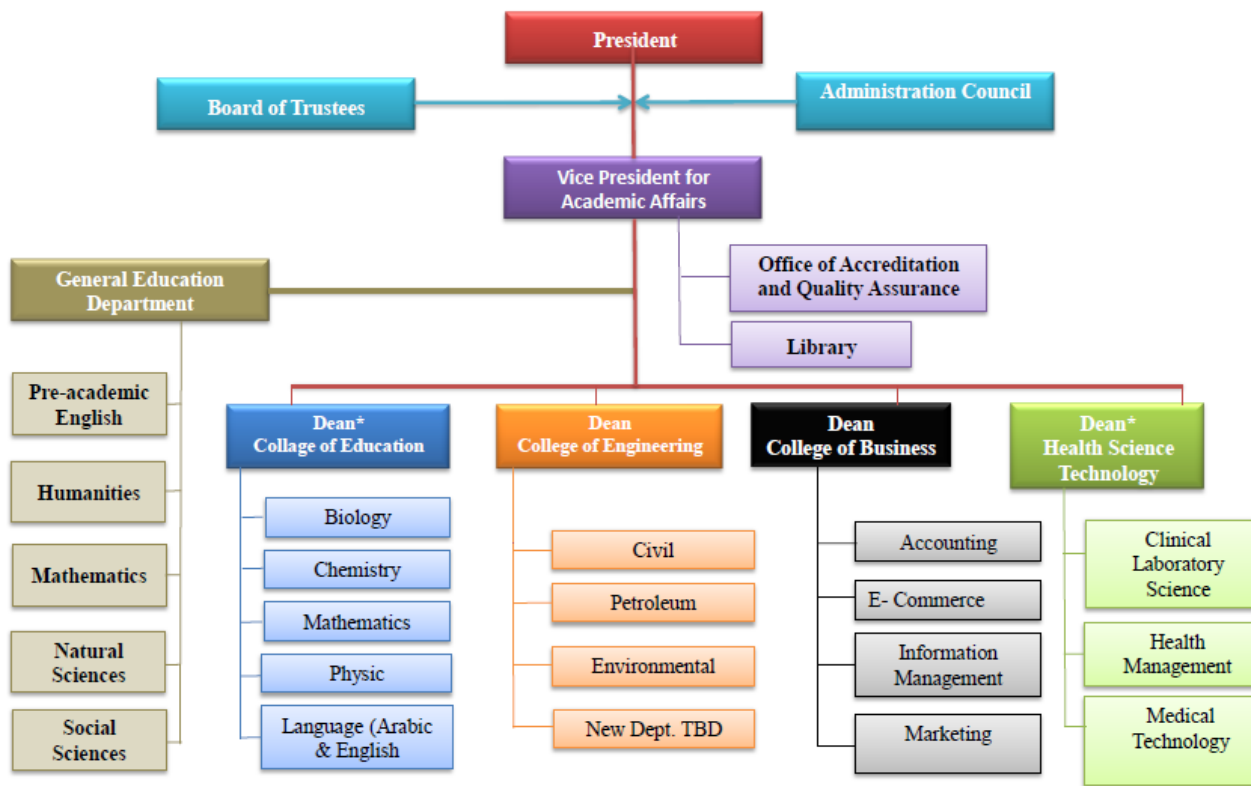 President
Board of Trustees
Administration Council
Vice President for
Academic Affairs
Office of Accreditation
and Quality Assurance
Library
General Education
Department
Pre-academic
English
Humanities
Mathematics
Natural
Sciences
Social
Sciences
Dean*
Collage of Education
Biology
Chemistry
Mathematics
Physic
Language (Arabic
& English
Dean
College of Engineering
Civil
Petroleum
Environmental
New Dept. TBD
Dean
College of Business
Accounting
E- Commerce
Information
Management
Marketing
Dean*
Health Science
Technology
Clinical
Laboratory
Science
Health
Management
Medical
Technology